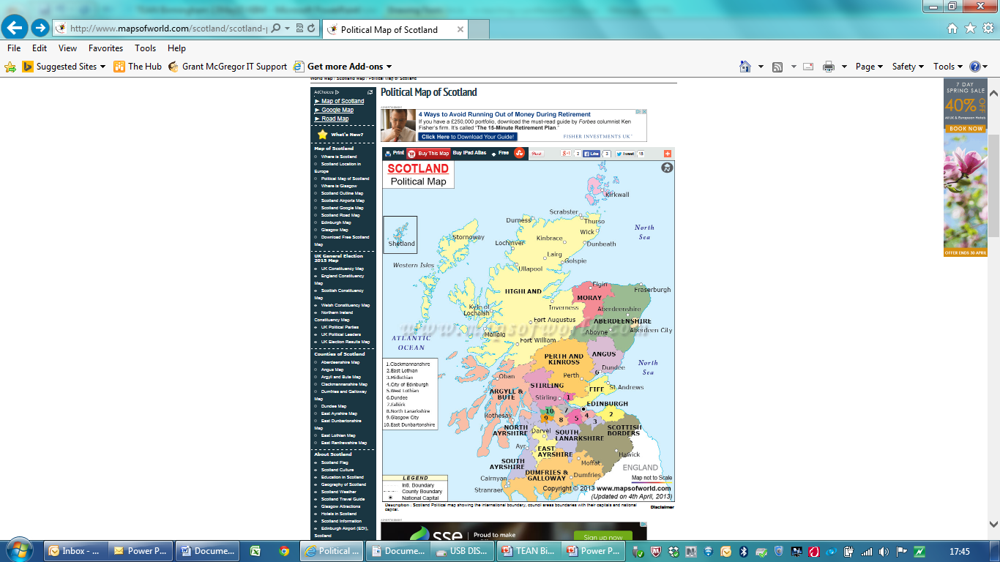 http://www.mapsofworld.com/scotland/scotland-p
Political Map of Scotland
File Edit View Favorites Tools Help
Suggested Sites
The Hub
Grant McGregor IT Support
Get more Add-ons
Page Safety Tools
World Map / Scotland Map / Political Map of Scotland
AdChoices
► Map of Scotland
► Google Map
► Road Map
What's New?
Map of Scotland
Where is Scotland
Scotland Location in
Europe
Political Map of Scotland
Where is Glasgow
Scotland Outline Map
Scotland Airports Map
Scotland Google Map
Scotland Road Map
Edinburgh Map
Glasgow Map
Download Free Scotland
Map
UK General Election
2015 Map
UK Constituency Map
England Constituency
Map
Scottish Constituency
Map
Welsh Constituency Map
Northern Ireland
Constituency Map
UK Political Parties
UK Political Leaders
UK Election Results Map
Counties of Scotland
Aberdeenshire Map
Angus Map
Argyll and Bute Map
Clackmannanshire Map
Dumfries and Galloway
Map
Dundee Map
East Ayrshire Map
East Dunbartonshire
Map
East Lothian Map
East Renfrewshire Map
About Scotland
Scotland Flag
Scotland Culture
Education in Scotland
Geography of Scotland
Scotland Weather
Scotland Travel Guide
Glasgow Attractions
Hotels in Scotland
Scotland Information
Edinburgh Airport (EDI),
Scotland
Political Map of Scotland
ADVERTISEMENT
4 Ways to Avoid Running Out of Money During Retirement
If you have a £250,000 portfolio, download the must-read guide by Forbes columnist Ken
Fisher's firm. It's called "The 15-Minute Retirement Plan."
Click Here to Download Your Guide!
FISHER INVESTMENTS UK
Print Buy This Map Buy IPad Atlas Free Pin it g+1 2 Like 3 Tweet 15
SCOTLAND
Political Map
Kirkwall
Shetland
Scrabster
Durness
Thurso
Wick
Stornoway
Lochinver
Kinbrace
Dunbeath
North
Sea
Lairg
Golspie
Western Isles
Ullapool
Elgin
Fraserburgh
HIGHLAND
MORAY
Kyle of
Lochalsh
Inverness
Aberdeenshire
Fort Augustus
ABERDEENSHIRE
www.mapsofworld.com
Mallaig
Aboyne
Aberdeen City
ATLANTIC
OCEAN
Fort William
PERTH AND
KINROSS
ANGUS
Dundee
6
North
Sea
1.Clackmannanshire
2.East Lothian
3.Midlothian
4.City of Edinburgh
5.West Lothian
6.Dundee
7.Falkirk
8.North Lanarkshire
9.Glasgow City
10.East Dunbartonshire
Oban
Perth
St Andrews
STIRLING
FIFF
ARGYLL &
BUTE
Stirling
1
EDINBURGH
Rothesay
10 7 4 2
9 8 5 3
NORTH
AYRSHIRE
Darvel
SOUTH
LANARKSHIRE
SCOTTISH
BORDERS
Ayr
EAST
AYRSHIRE
Hawick
SOUTH
AYRSHIRE
Moffat
ENGLAND
DUMFRIES &
GALLOWAY
Dumfries
Map not to Scale
Cairnyan
Stranraer
Copyright © 2013 www.mapsofworld.com
(Updated on 4th April, 2013)
LEGEND
Intl. Boundary
County Boundary
National Capital
Description : Scotland Political map showing the international boundary, council areas boundaries with their capitals and national
capital.
Disclaimer
ADVERTISEMENT
sse
Proud to make
Sign up now
7 DAY
SPRING SALE
40% OFF
All UK & European Hotels
BOOK NOW
OFFER ENDS 30 APRIL
Inbox - ...
Power P...
Docume...
Political ...
Docume...
USB DIS...
TEAN Bi...
Power P...
17:45